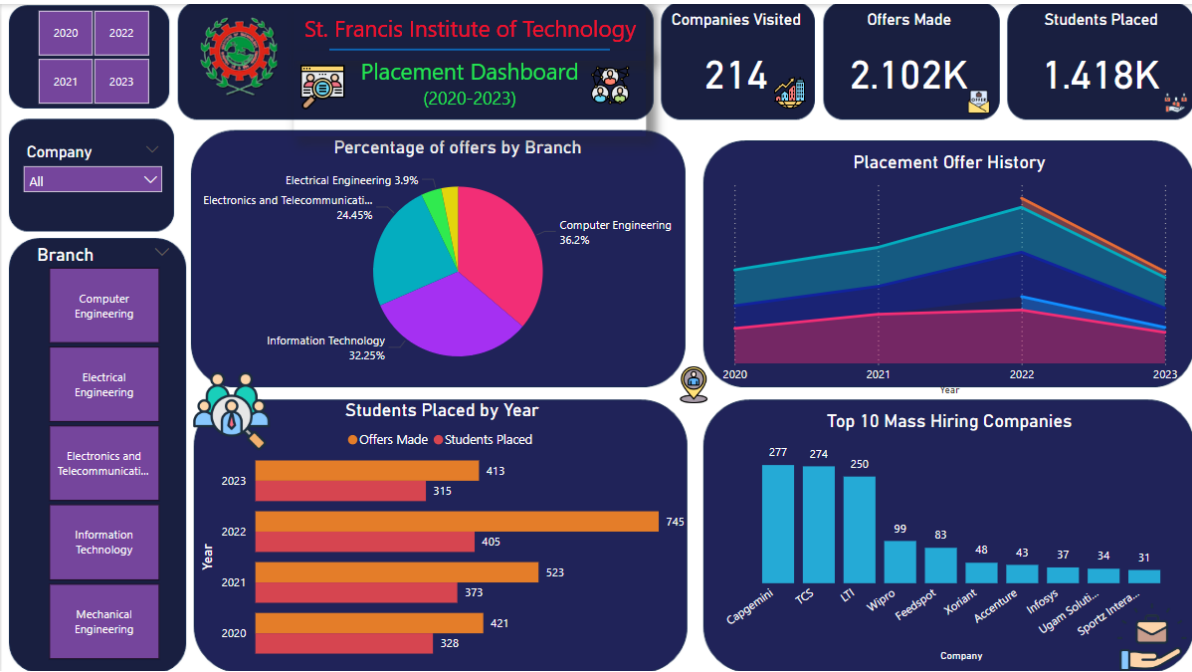 2020
2022
2021
2023
St. Francis Institute of Technology
Placement Dashboard
(2020-2023)
Companies Visited
214
Offers Made
2.102K
Students Placed
1.418K
Company
All
Branch
Computer
Engineering
Electrical
Engineering
Electronics and
Telecommunicati...
Information
Technology
Mechanical
Engineering
Percentage of offers by Branch
Electrical Engineering 3.9%
Electronics and Telecommunicati...
24.45%
Computer Engineering
36.2%
Information Technology
32.25%
Placement Offer History
2020
2021
2022
2023
Year
Students Placed by Year
Offers Made
Students Placed
Year
2023
413
315
2022
745
405
2021
523
373
2020
421
328
Top 10 Mass Hiring Companies
277
274
250
99
83
48
43
37
34
31
Capgemini
TCS
LTI
Wipro
Feedspot
Xoriant
Accenture
Infosys
Ugam Soluti...
Sportz Intera...
Company